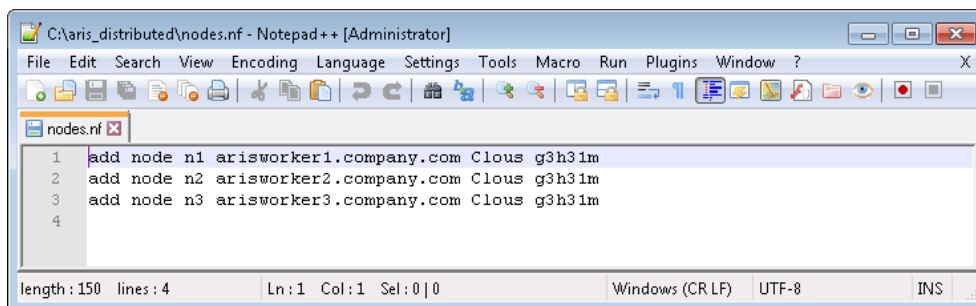 C:\aris_distributed\nodes.nf - Notepad++ [Administrator]
File Edit Search View Encoding Language Settings Tools Macro Run Plugins Window ? X
nodes.nf
1 add node n1 arisworker1.company.com Clous g3h31m
2 add node n2 arisworker2.company.com Clous g3h31m
3 add node n3 arisworker3.company.com Clous g3h31m
4
length : 150 lines : 4 Ln : 1 Col : 1 Sel : 0 | 0 Windows (CR LF) UTF-8 INS